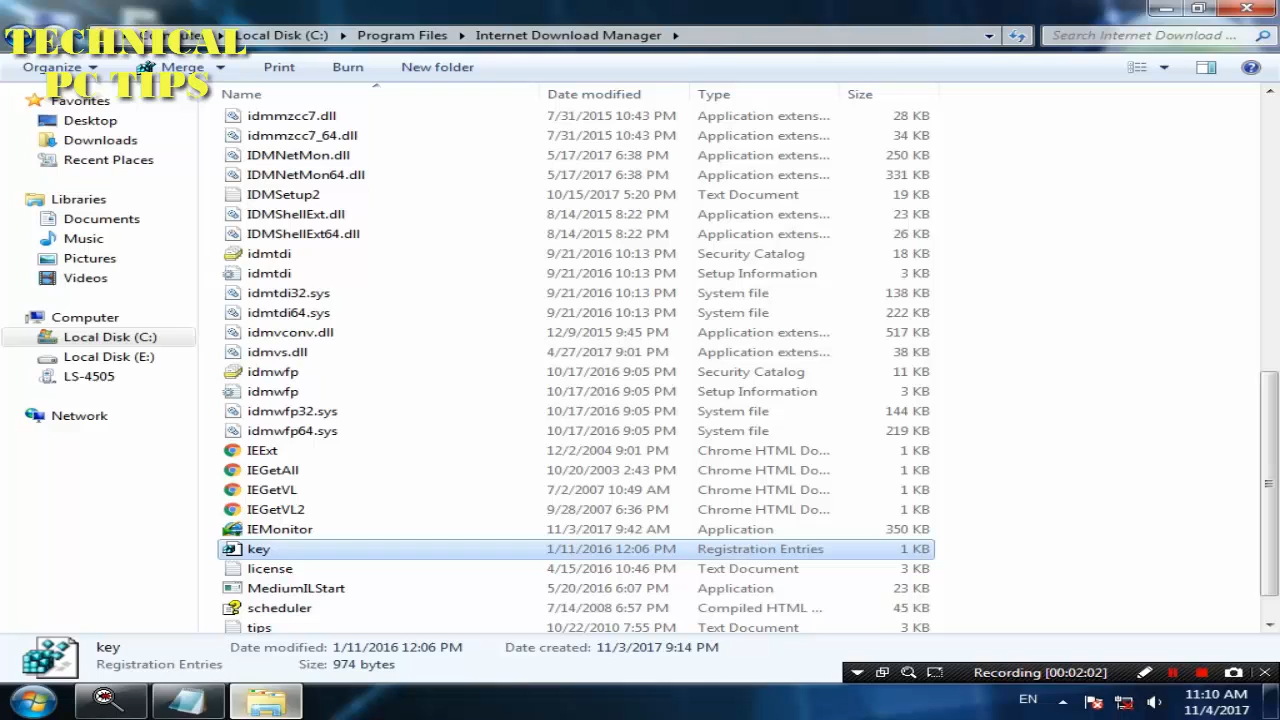 TECHNICAL
PC TIPS
Local Disk (C:) Program Files Internet Download Manager
Search Internet Download ...
Organize Merge Print Burn New folder
Name Date modified Type Size
Favorites
Desktop
Downloads
Recent Places
Libraries
Documents
Music
Pictures
Videos
Computer
Local Disk (C:)
Local Disk (E:)
LS-4505
Network
idmmzcc7.dll 7/31/2015 10:43 PM Application extens... 28 KB
idmmzcc7_64.dll 7/31/2015 10:43 PM Application extens... 34 KB
IDMNetMon.dll 5/17/2017 6:38 PM Application extens... 250 KB
IDMNetMon64.dll 5/17/2017 6:38 PM Application extens... 331 KB
IDMSetup2 10/15/2017 5:20 PM Text Document 19 KB
IDMShellExt.dll 8/14/2015 8:22 PM Application extens... 23 KB
IDMShellExt64.dll 8/14/2015 8:22 PM Application extens... 26 KB
idmtdi 9/21/2016 10:13 PM Security Catalog 18 KB
idmtdi 9/21/2016 10:13 PM Setup Information 3 KB
idmtdi32.sys 9/21/2016 10:13 PM System file 138 KB
idmtdi64.sys 9/21/2016 10:13 PM System file 222 KB
idmvconv.dll 12/9/2015 9:45 PM Application extens... 517 KB
idmvs.dll 4/27/2017 9:01 PM Application extens... 38 KB
idmwfp 10/17/2016 9:05 PM Security Catalog 11 KB
idmwfp 10/17/2016 9:05 PM Setup Information 3 KB
idmwfp32.sys 10/17/2016 9:05 PM System file 144 KB
idmwfp64.sys 10/17/2016 9:05 PM System file 219 KB
IEExt 12/2/2004 9:01 PM Chrome HTML Do... 1 KB
IEGetAll 10/20/2003 2:43 PM Chrome HTML Do... 1 KB
IEGetVL 7/2/2007 10:49 AM Chrome HTML Do... 1 KB
IEGetVL2 9/28/2007 6:36 PM Chrome HTML Do... 1 KB
IEMonitor 11/3/2017 9:42 AM Application 350 KB
key 1/11/2016 12:06 PM Registration Entries 1 KB
license 4/15/2016 10:46 PM Text Document 3 KB
MediumILStart 5/20/2016 6:07 PM Application 23 KB
scheduler 7/14/2008 6:57 PM Compiled HTML ... 45 KB
tips 10/22/2010 7:55 PM Text Document 3 KB
key Date modified: 1/11/2016 12:06 PM Date created: 11/3/2017 9:14 PM
Registration Entries Size: 974 bytes
Recording [00:02:02]
EN
11:10 AM
11/4/2017